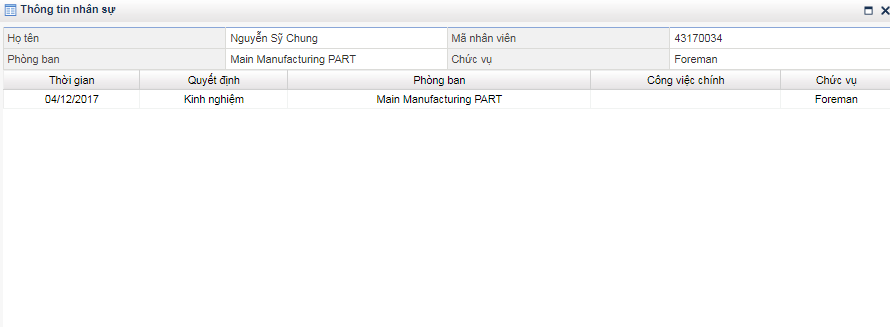 Thông tin nhân sự
Họ tên Nguyễn Sỹ Chung Mã nhân viên 43170034
Phòng ban Main Manufacturing PART Chức vụ Foreman
Thời gian Quyết định Phòng ban Công việc chính Chức vụ
04/12/2017 Kinh nghiệm Main Manufacturing PART Foreman